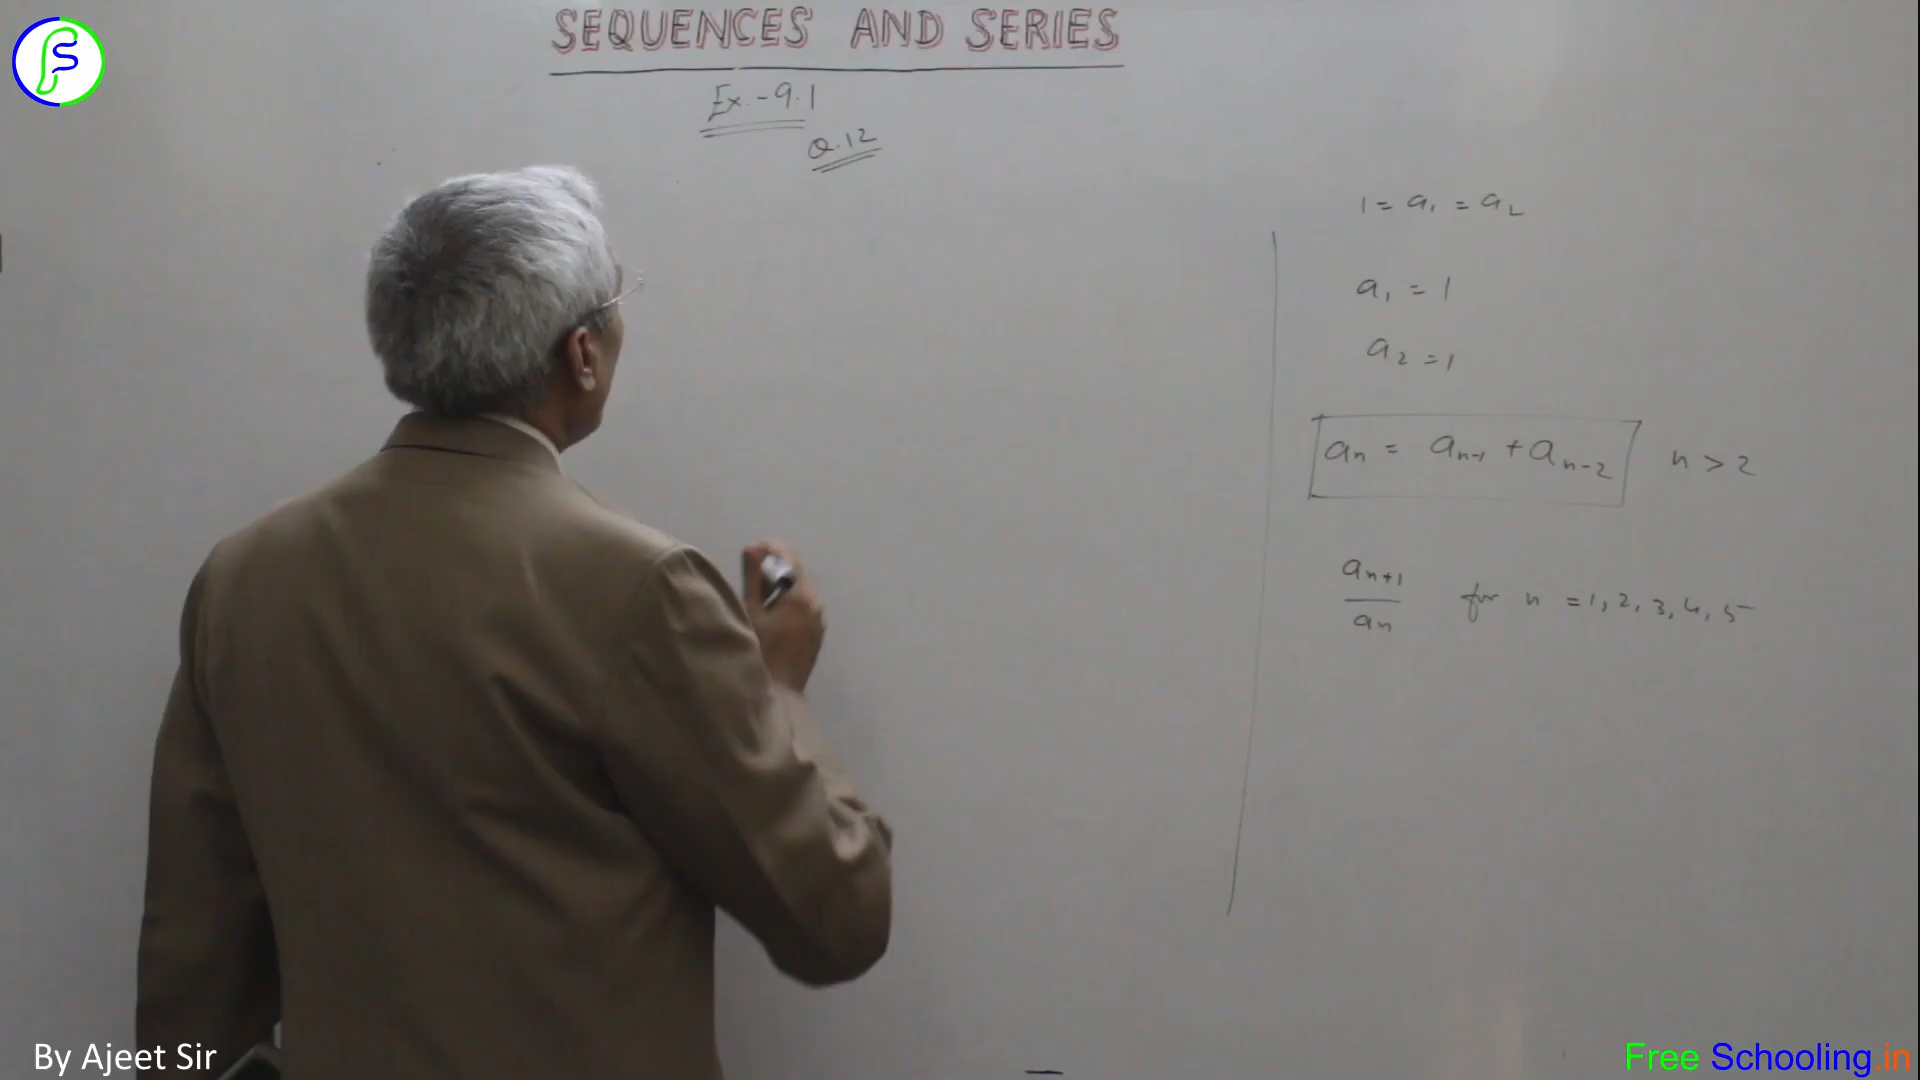 SEQUENCES AND SERIES
Ex.-9.1
Q.12
1 = a₁ = a₂
a₁ = 1
a₂ = 1
aₙ = aₙ₋₁ + aₙ₋₂ n > 2
aₙ₊₁
aₙ
for n = 1, 2, 3, 4, 5
By Ajeet Sir
Free Schooling.in